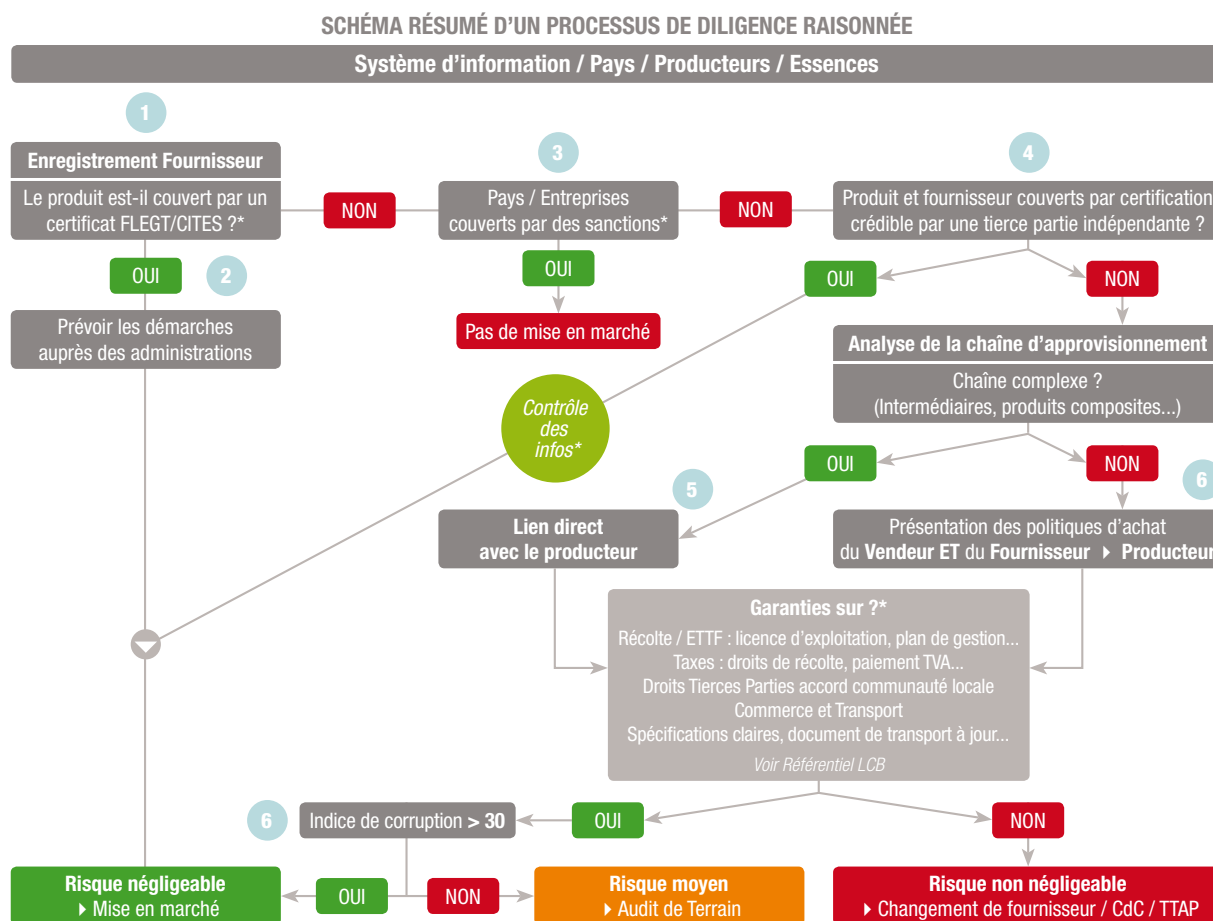 SCHÉMA RÉSUMÉ D'UN PROCESSUS DE DILIGENCE RAISONNÉE
Système d'information / Pays / Producteurs / Essences
1
Enregistrement Fournisseur
Le produit est-il couvert par un
certificat FLEGT/CITES ?*
NON
3
Pays / Entreprises
couverts par des sanctions*
NON
4
Produit et fournisseur couverts par certification
crédible par une tierce partie indépendante ?
OUI
2
Prévoir les démarches
auprès des administrations
OUI
Pas de mise en marché
OUI
NON
Contrôle
des
infos*
Analyse de la chaîne d'approvisionnement
Chaîne complexe ?
(Intermédiaires, produits composites...)
OUI
NON
5
Lien direct
avec le producteur
6
Présentation des politiques d'achat
du Vendeur ET du Fournisseur ▸ Producteur
Garanties sur ?*
Récolte / ETTF : licence d'exploitation, plan de gestion...
Taxes : droits de récolte, paiement TVA...
Droits Tierces Parties accord communauté locale
Commerce et Transport
Spécifications claires, document de transport à jour...
Voir Référentiel LCB
6
Indice de corruption > 30
OUI
NON
Risque négligeable
▸ Mise en marché
OUI
NON
Risque moyen
▸ Audit de Terrain
Risque non négligeable
▸ Changement de fournisseur / CdC / TTAP